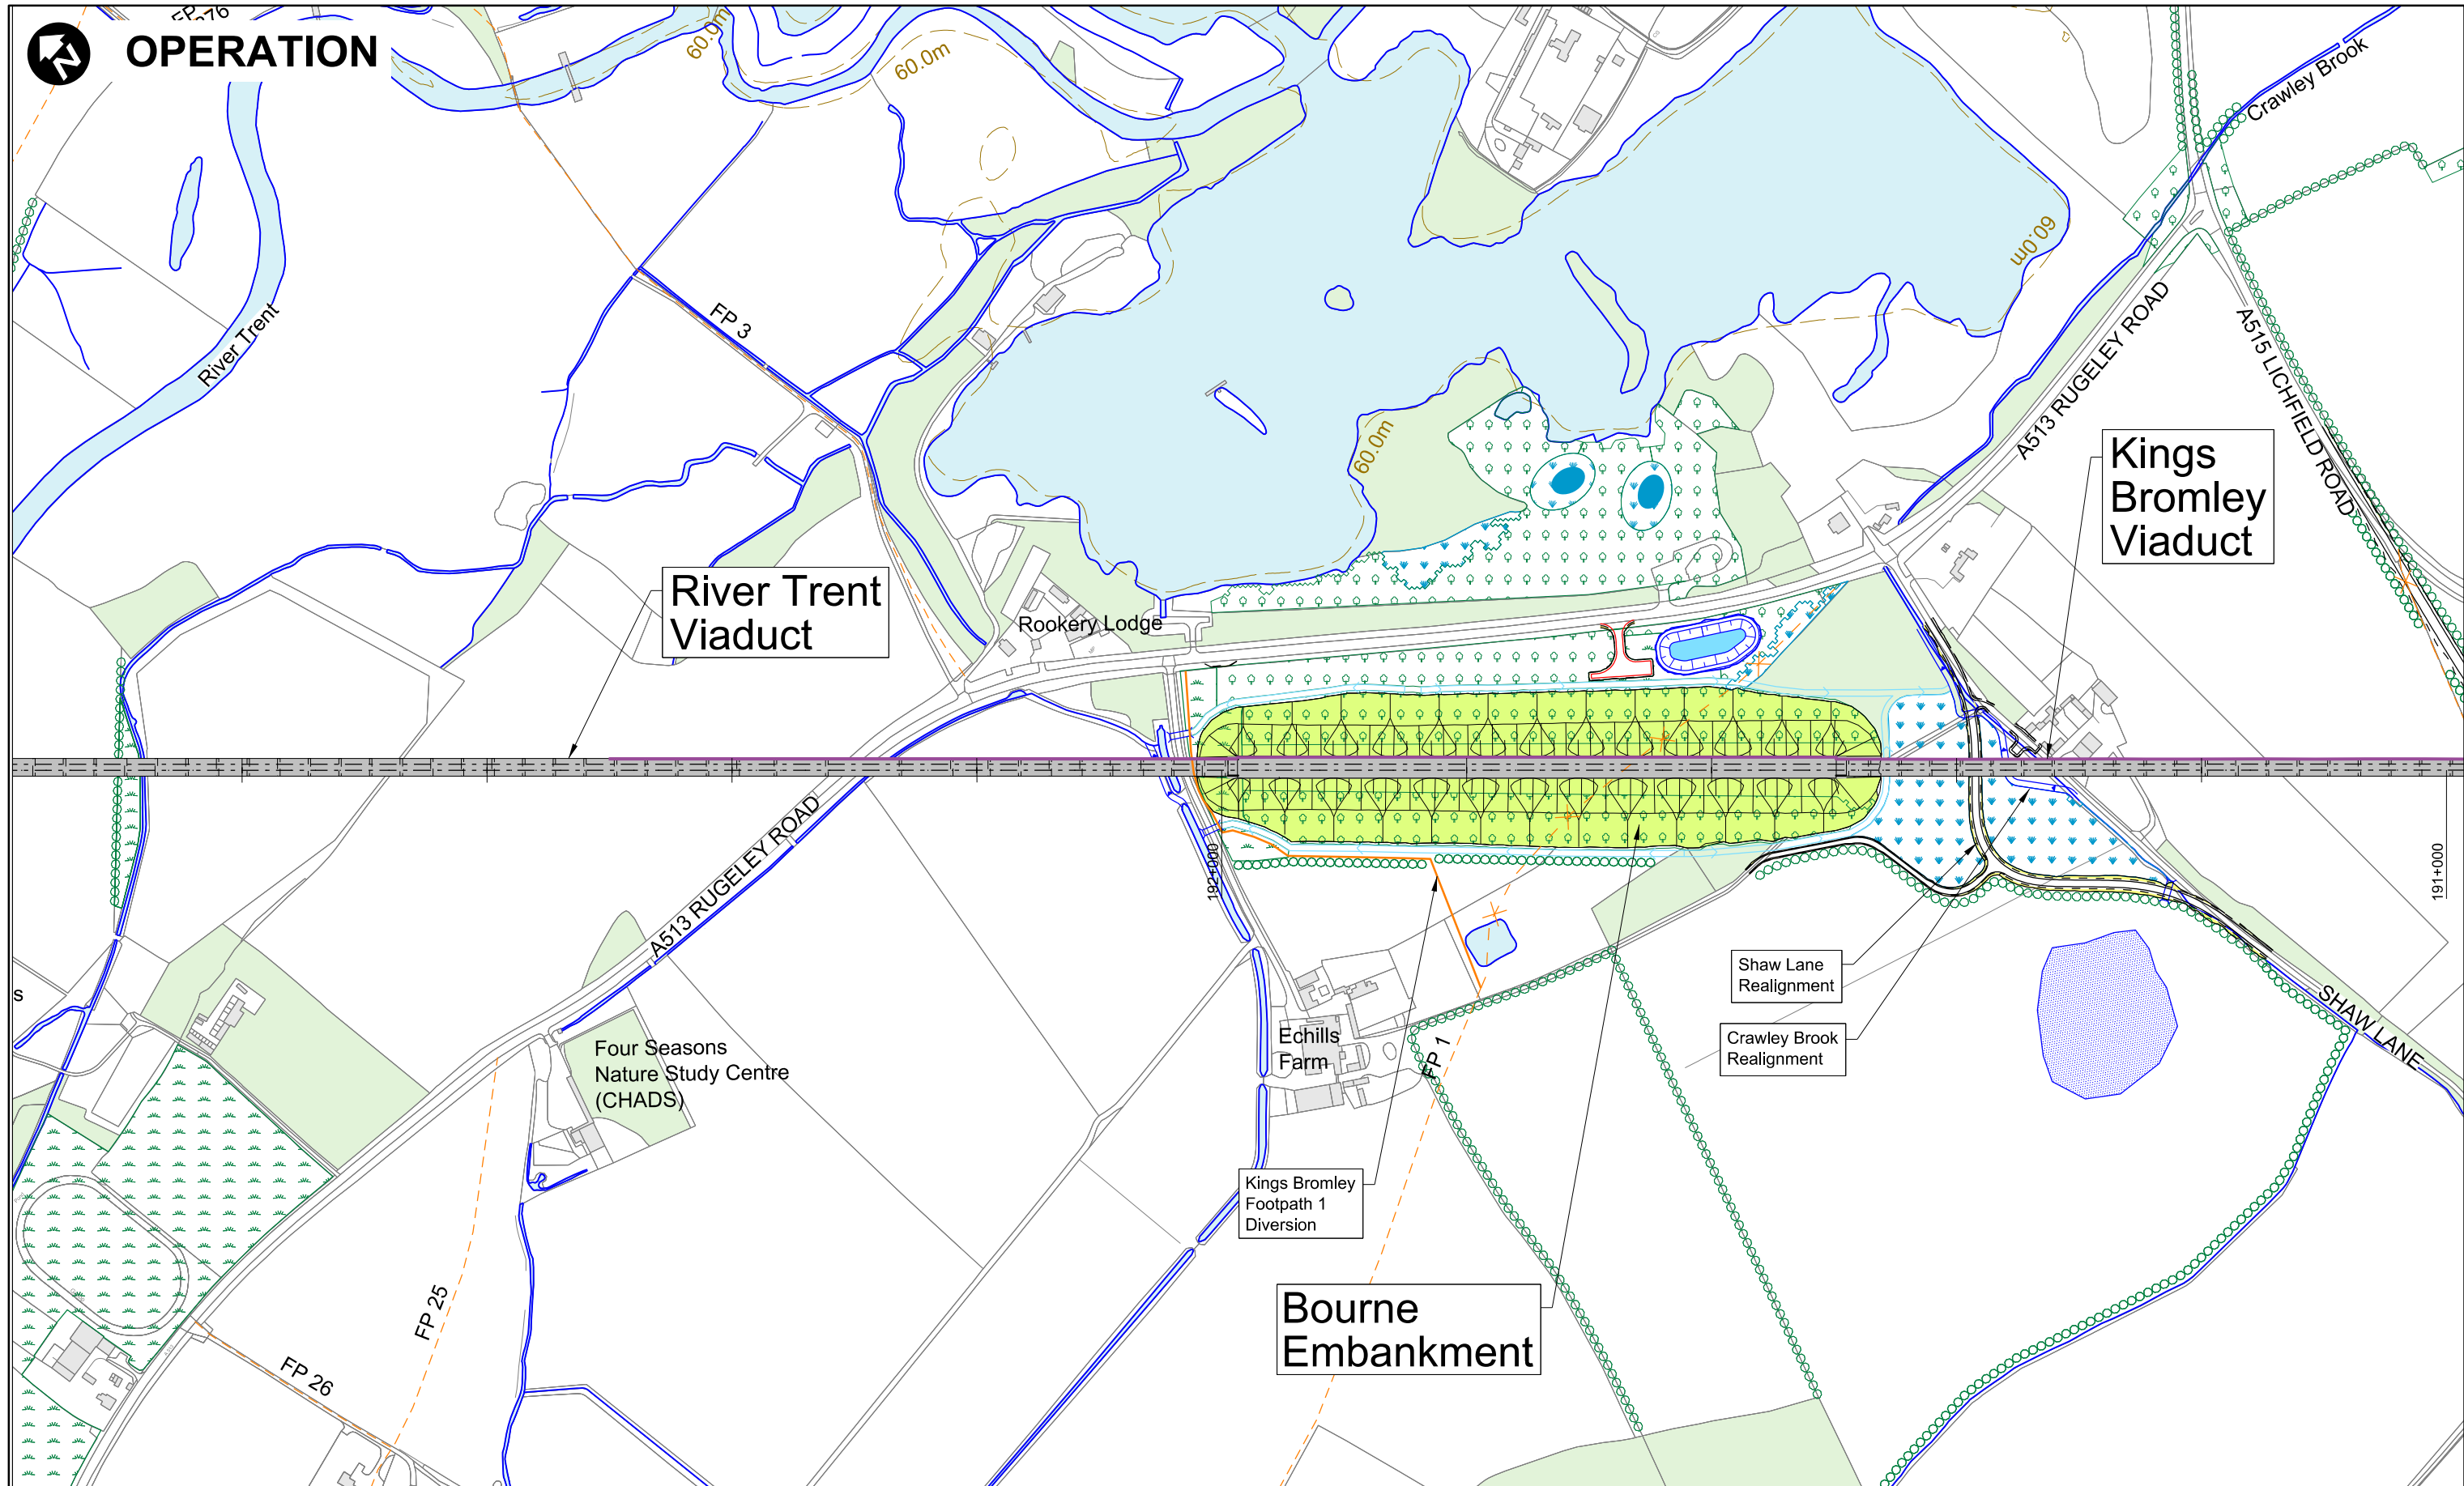 N
OPERATION
60.0m
60.0m
Crawley Brook
60.0m
River Trent
FP 3
A513 RUGELEY ROAD
A515 LICHFIELD ROAD
60.0m
Kings
Bromley
Viaduct
River Trent
Viaduct
Rookery Lodge
A513 RUGELEY ROAD
192+000
191+000
Shaw Lane
Realignment
Crawley Brook
Realignment
SHAW LANE
s
Four Seasons
Nature Study Centre
(CHADS)
Echills
Farm
FP 1
Kings Bromley
Footpath 1
Diversion
FP 25
FP 26
Bourne
Embankment